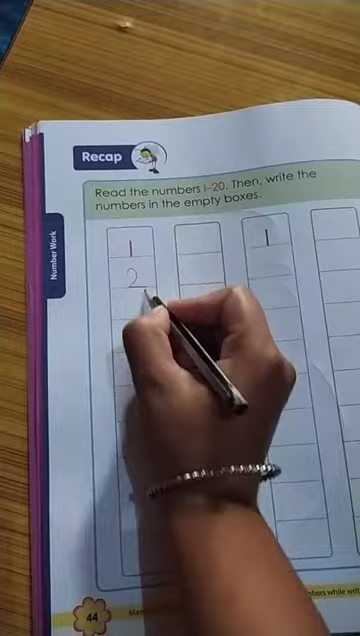 Recap
Read the numbers 1–20. Then, write the
numbers in the empty boxes.
Number Work
1
1
2
44